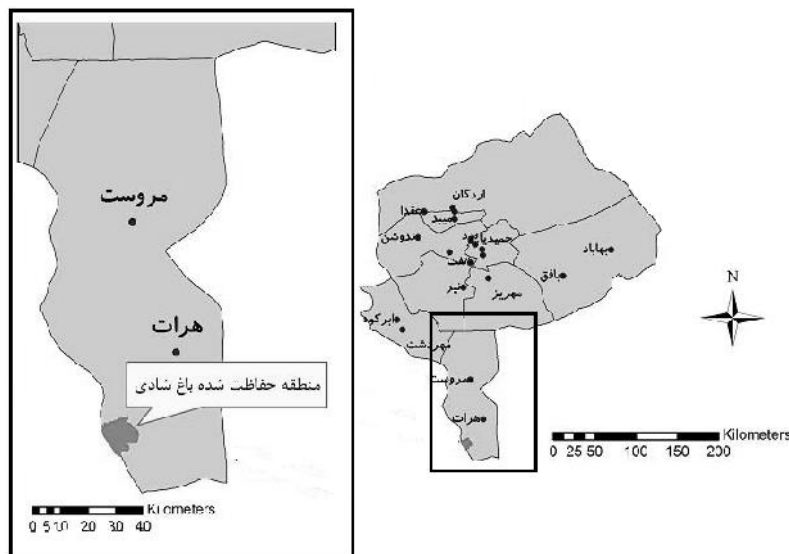 مروست
هرات
منطقه حفاظت شده باغ شادی
Kilometers
0 5 10 20 30 40
اردکان
عقدا
میبد
ندوشن
حمیدیا
تفت
بهاباد
بافق
نیر
مهریز
ابرکوه
مهردشت
مروست
هرات
N
Kilometers
0 25 50 100 150 200